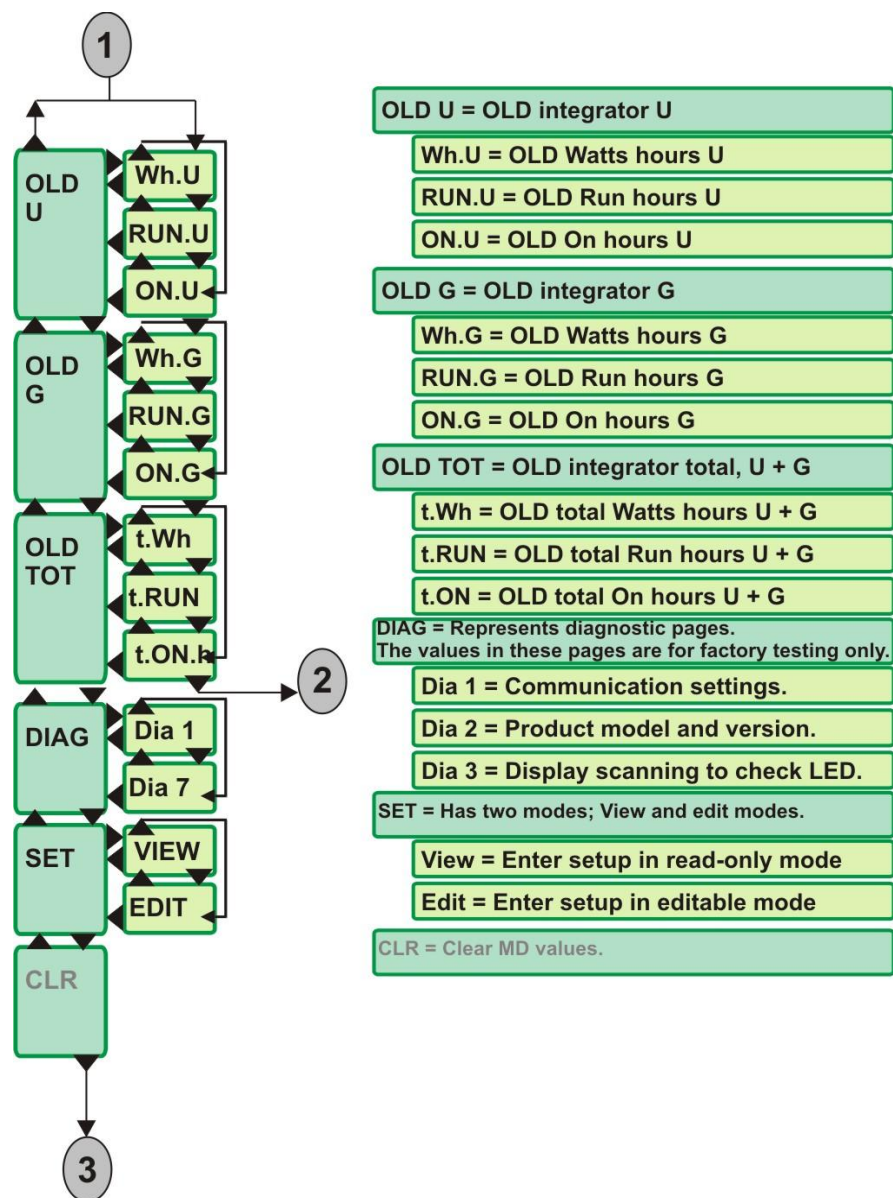 1
OLD
U
Wh.U
RUN.U
ON.U
OLD
G
Wh.G
RUN.G
ON.G
OLD
TOT
t.Wh
t.RUN
t.ON.h
2
DIAG
Dia 1
Dia 7
SET
VIEW
EDIT
CLR
3
OLD U = OLD integrator U
Wh.U = OLD Watts hours U
RUN.U = OLD Run hours U
ON.U = OLD On hours U
OLD G = OLD integrator G
Wh.G = OLD Watts hours G
RUN.G = OLD Run hours G
ON.G = OLD On hours G
OLD TOT = OLD integrator total, U + G
t.Wh = OLD total Watts hours U + G
t.RUN = OLD total Run hours U + G
t.ON = OLD total On hours U + G
DIAG = Represents diagnostic pages.
The values in these pages are for factory testing only.
Dia 1 = Communication settings.
Dia 2 = Product model and version.
Dia 3 = Display scanning to check LED.
SET = Has two modes; View and edit modes.
View = Enter setup in read-only mode
Edit = Enter setup in editable mode
CLR = Clear MD values.